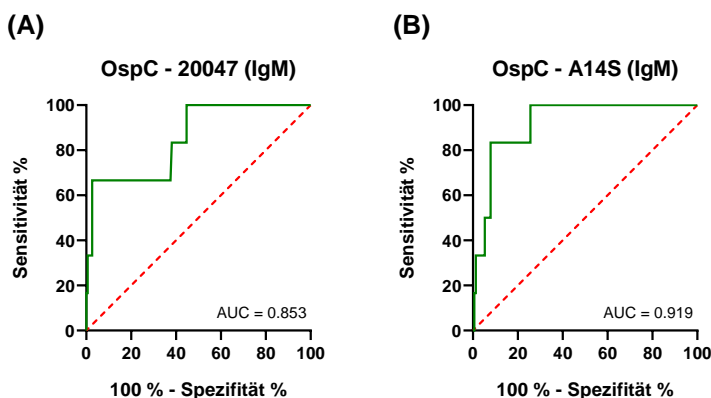 (A)
OspC - 20047 (IgM)
Sensitivität %
100
80
60
40
20
0
AUC = 0.853
0 20 40 60 80 100
100 % - Spezifität %
(B)
OspC - A14S (IgM)
Sensitivität %
100
80
60
40
20
0
AUC = 0.919
0 20 40 60 80 100
100 % - Spezifität %